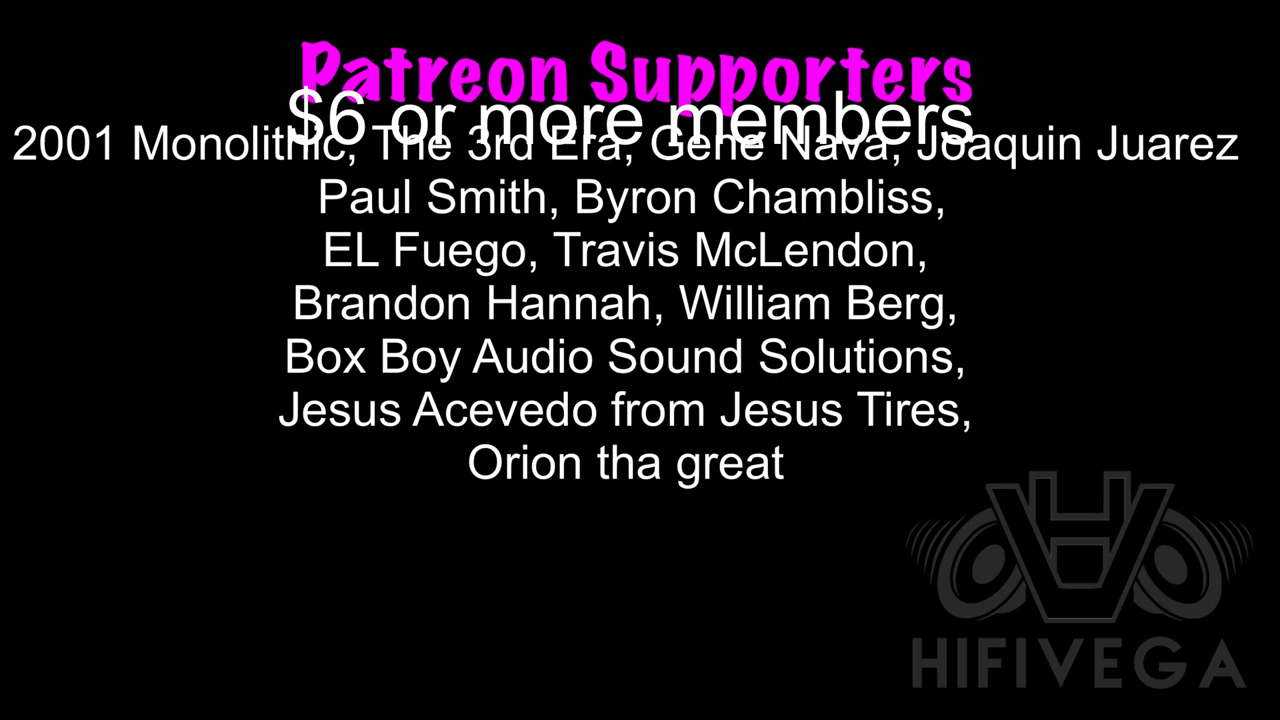 Patreon Supporters
$6 or more members
2001 Monolithic, The 3rd Era, Gene Nava, Joaquin Juarez
Paul Smith, Byron Chambliss,
EL Fuego, Travis McLendon,
Brandon Hannah, William Berg,
Box Boy Audio Sound Solutions,
Jesus Acevedo from Jesus Tires,
Orion tha great
HIFIVEGA